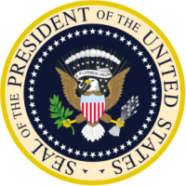 SEAL OF THE PRESIDENT OF THE UNITED STATES